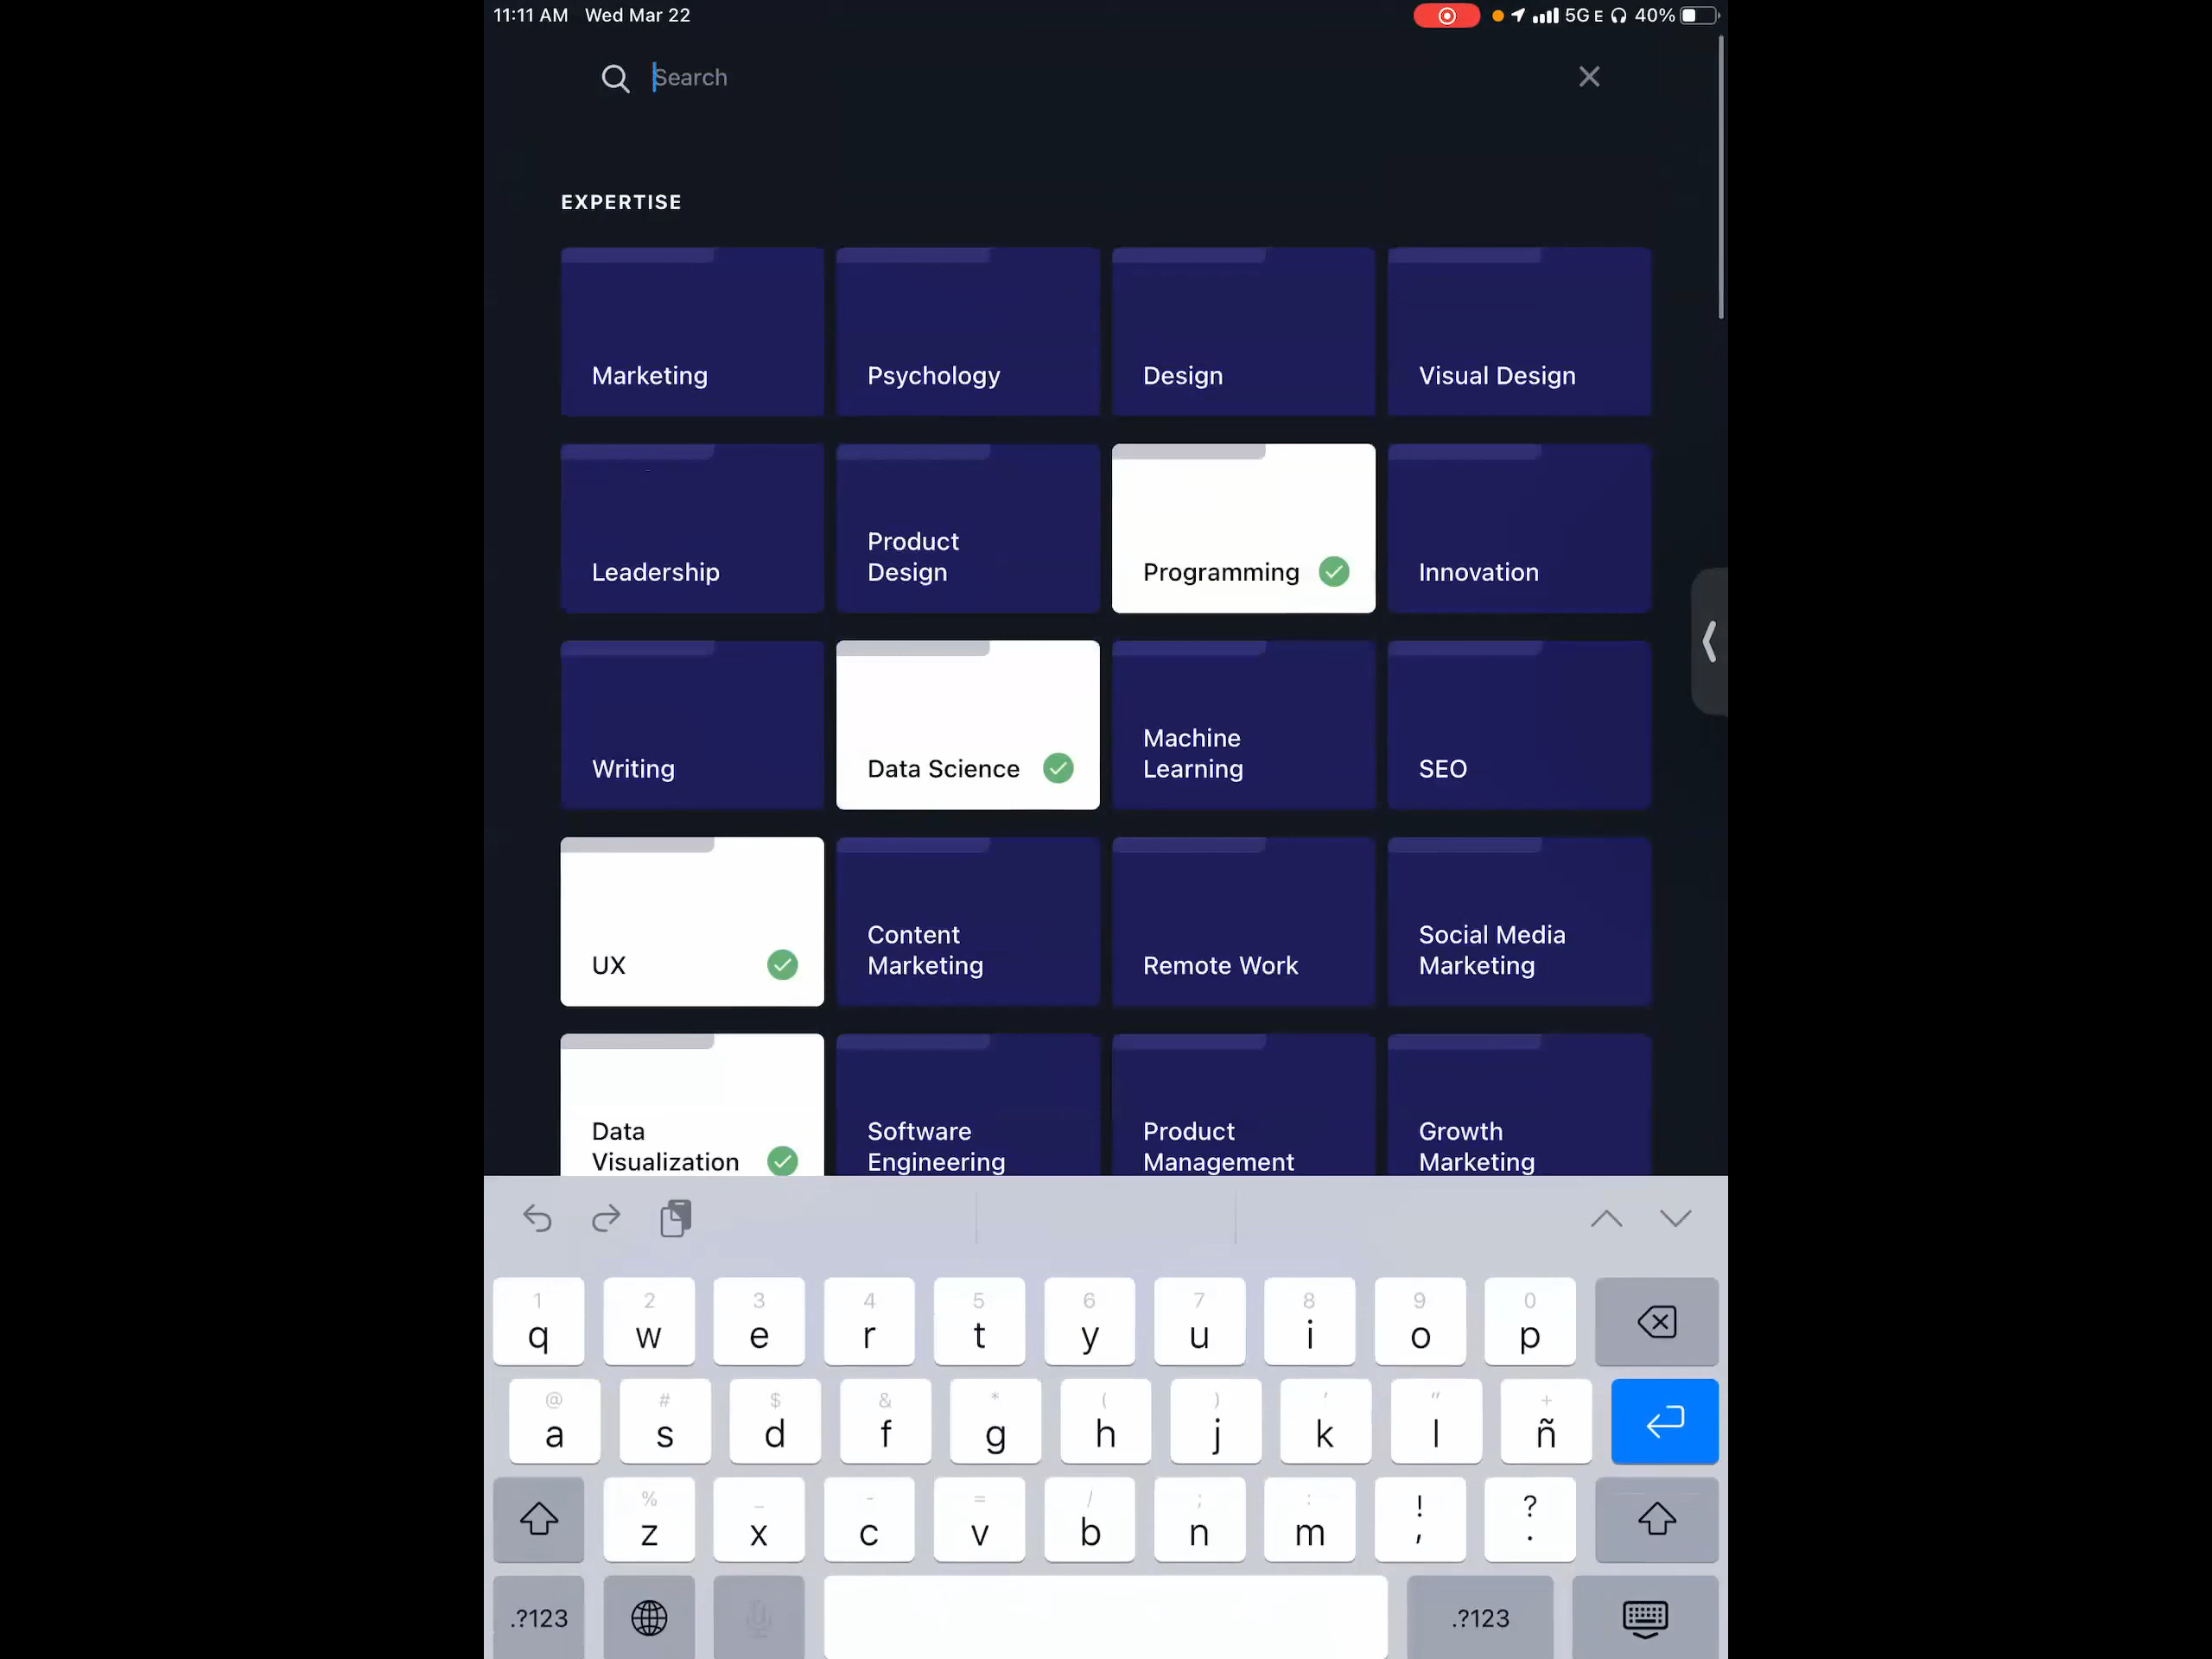 11:11 AM Wed Mar 22 5G E 40%
Search
EXPERTISE
Marketing Psychology Design Visual Design
Leadership Product Design Programming Innovation
Writing Data Science Machine Learning SEO
UX Content Marketing Remote Work Social Media Marketing
Data Visualization Software Engineering Product Management Growth Marketing
1 2 3 4 5 6 7 8 9 0
q w e r t y u i o p
@ # $ & * ( ) ' " +
a s d f g h j k l ñ
% _ - = / ; : ! ?
z x c v b n m , .
.?123 .?123